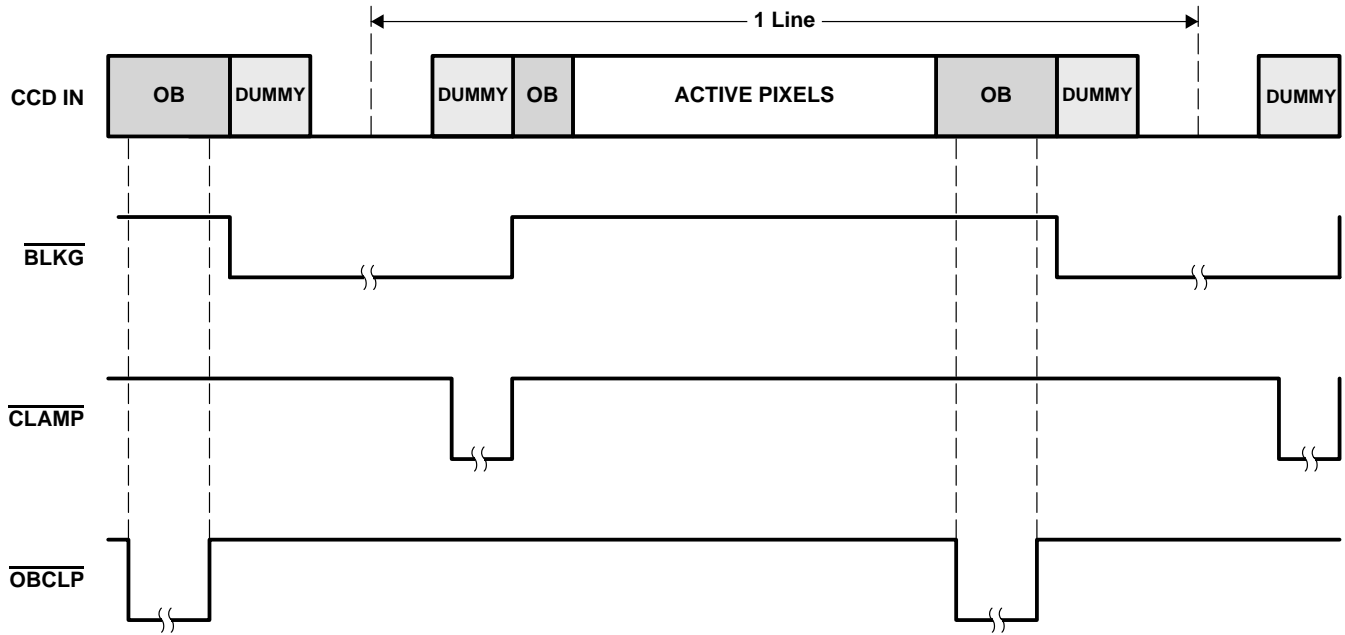 1 Line
CCD IN OB DUMMY DUMMY OB ACTIVE PIXELS OB DUMMY DUMMY
BLKG
CLAMP
OBCLP